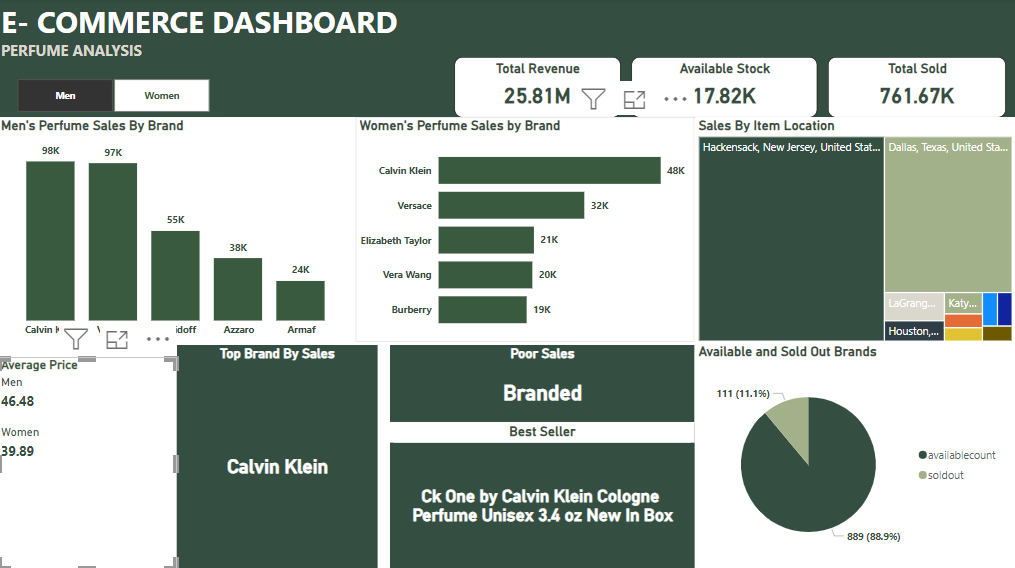 E- COMMERCE DASHBOARD
PERFUME ANALYSIS
Men
Women
Total Revenue
25.81M
Available Stock
17.82K
Total Sold
761.67K
Men's Perfume Sales By Brand
98K
97K
55K
38K
24K
Calvin K
idoff
Azzaro
Armaf
Women's Perfume Sales by Brand
Calvin Klein
48K
Versace
32K
Elizabeth Taylor
21K
Vera Wang
20K
Burberry
19K
Sales By Item Location
Hackensack, New Jersey, United Stat...
Dallas, Texas, United Sta...
LaGrang...
Katy...
Houston,...
Average Price
Men
46.48
Women
39.89
Top Brand By Sales
Calvin Klein
Poor Sales
Branded
Best Seller
Ck One by Calvin Klein Cologne
Perfume Unisex 3.4 oz New In Box
Available and Sold Out Brands
111 (11.1%)
889 (88.9%)
availablecount
soldout